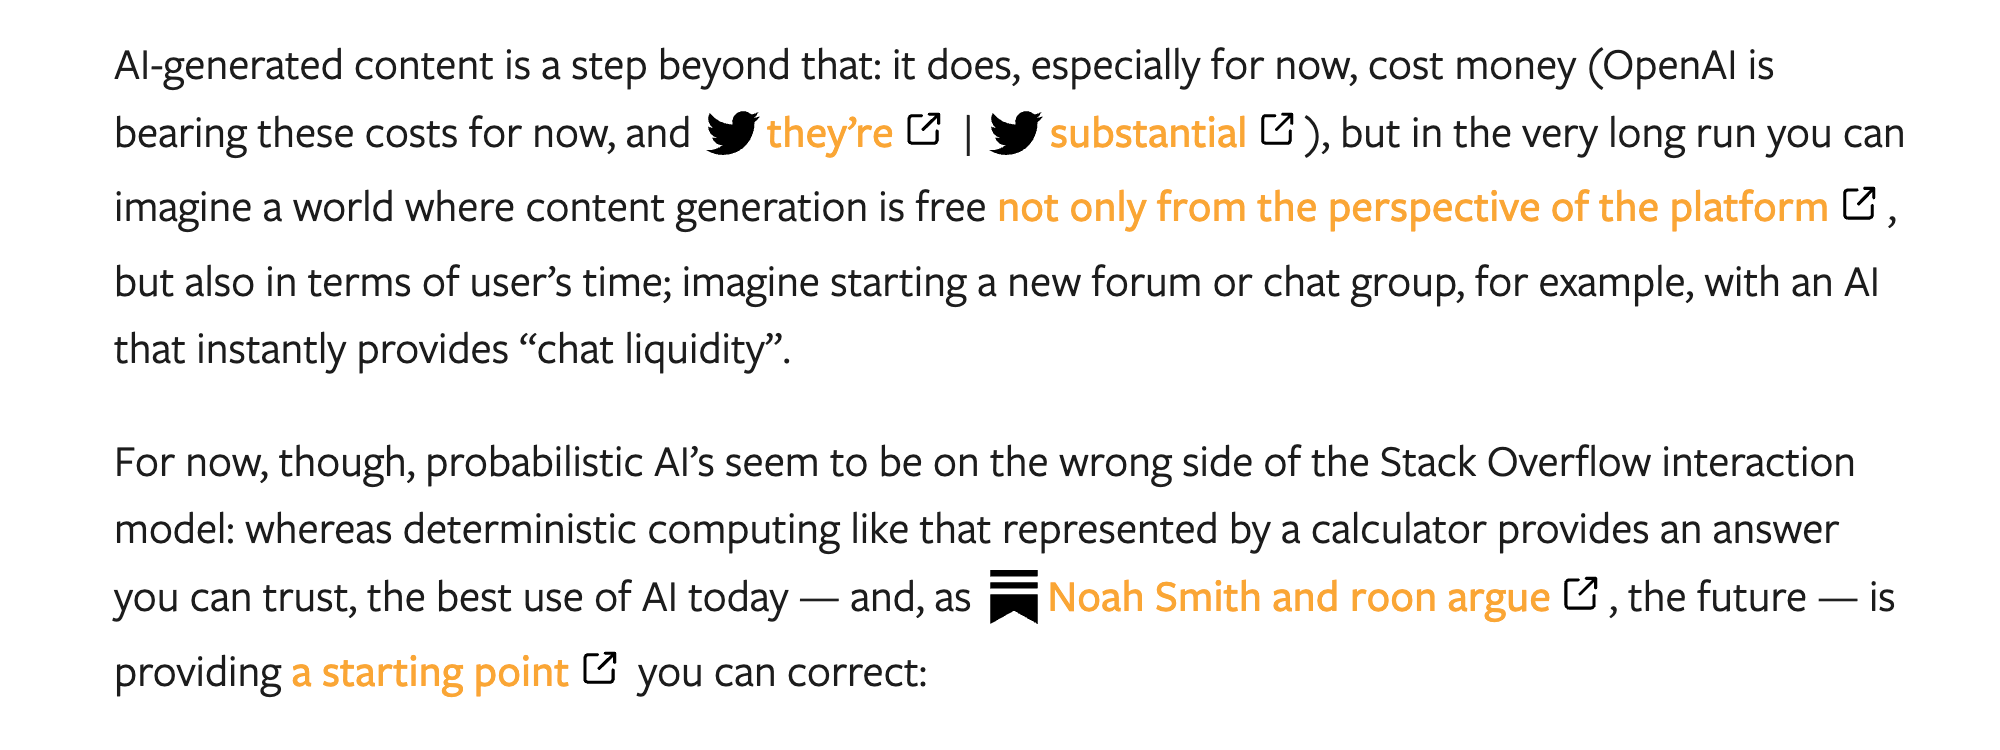 AI-generated content is a step beyond that: it does, especially for now, cost money (OpenAI is
bearing these costs for now, and they’re | substantial ), but in the very long run you can
imagine a world where content generation is free not only from the perspective of the platform ,
but also in terms of user’s time; imagine starting a new forum or chat group, for example, with an AI
that instantly provides “chat liquidity”.
For now, though, probabilistic AI’s seem to be on the wrong side of the Stack Overflow interaction
model: whereas deterministic computing like that represented by a calculator provides an answer
you can trust, the best use of AI today — and, as Noah Smith and roon argue , the future — is
providing a starting point you can correct: